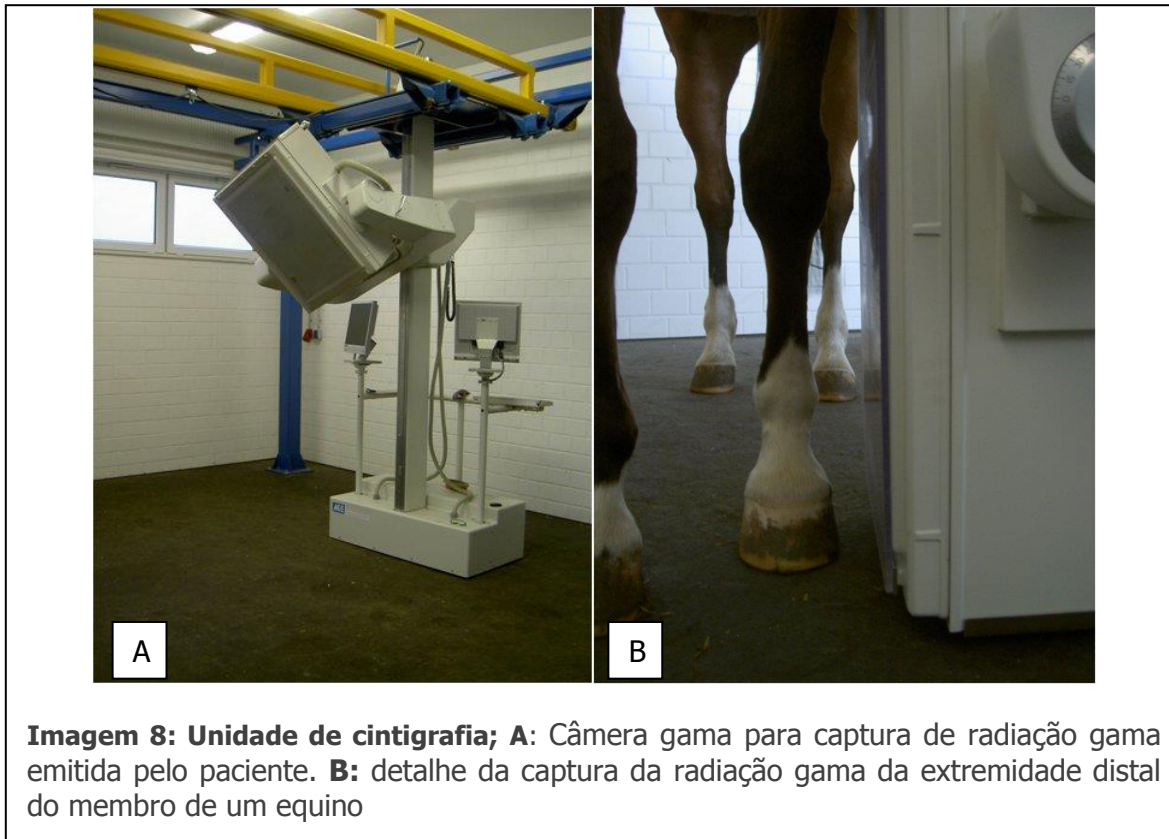 A
B
Imagem 8: Unidade de cintigrafia; A: Câmera gama para captura de radiação gama
emitida pelo paciente. B: detalhe da captura da radiação gama da extremidade distal
do membro de um equino